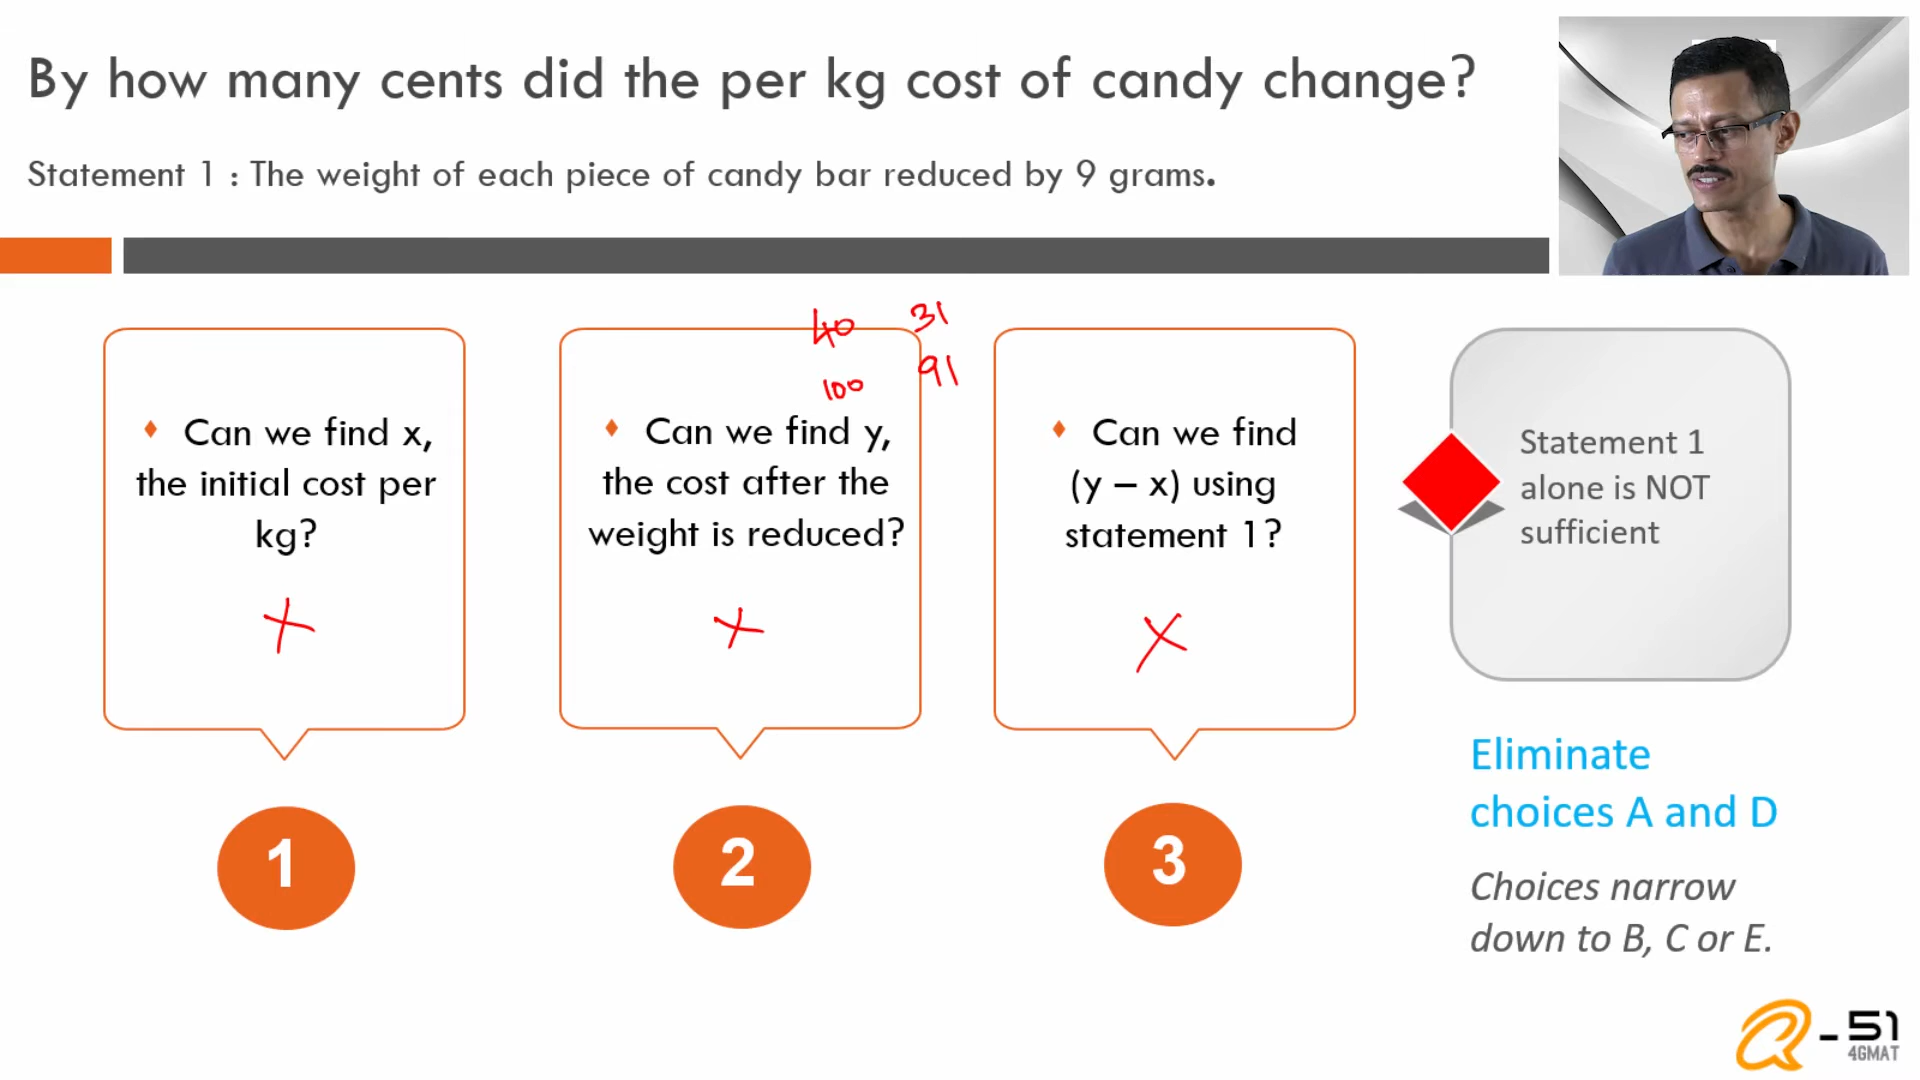 By how many cents did the per kg cost of candy change?
Statement 1 : The weight of each piece of candy bar reduced by 9 grams.
40 31
100 91
♦ Can we find x,
the initial cost per
kg?
1
♦ Can we find y,
the cost after the
weight is reduced?
2
♦ Can we find
(y – x) using
statement 1?
3
Statement 1
alone is NOT
sufficient
Eliminate
choices A and D
Choices narrow
down to B, C or E.
Q-51
4GMAT